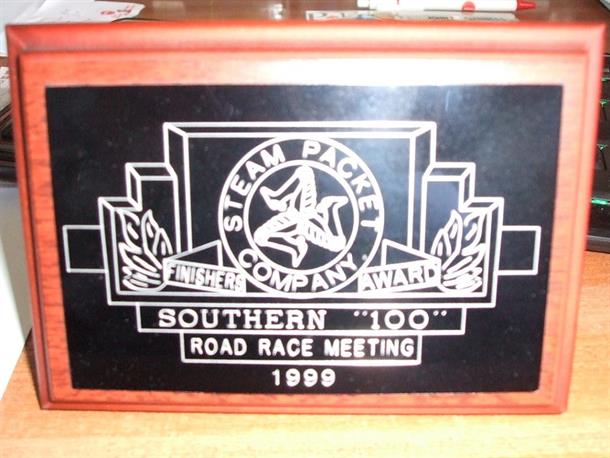 STEAM PACKET
COMPANY
FINISHERS AWARD
SOUTHERN "100"
ROAD RACE MEETING
1999